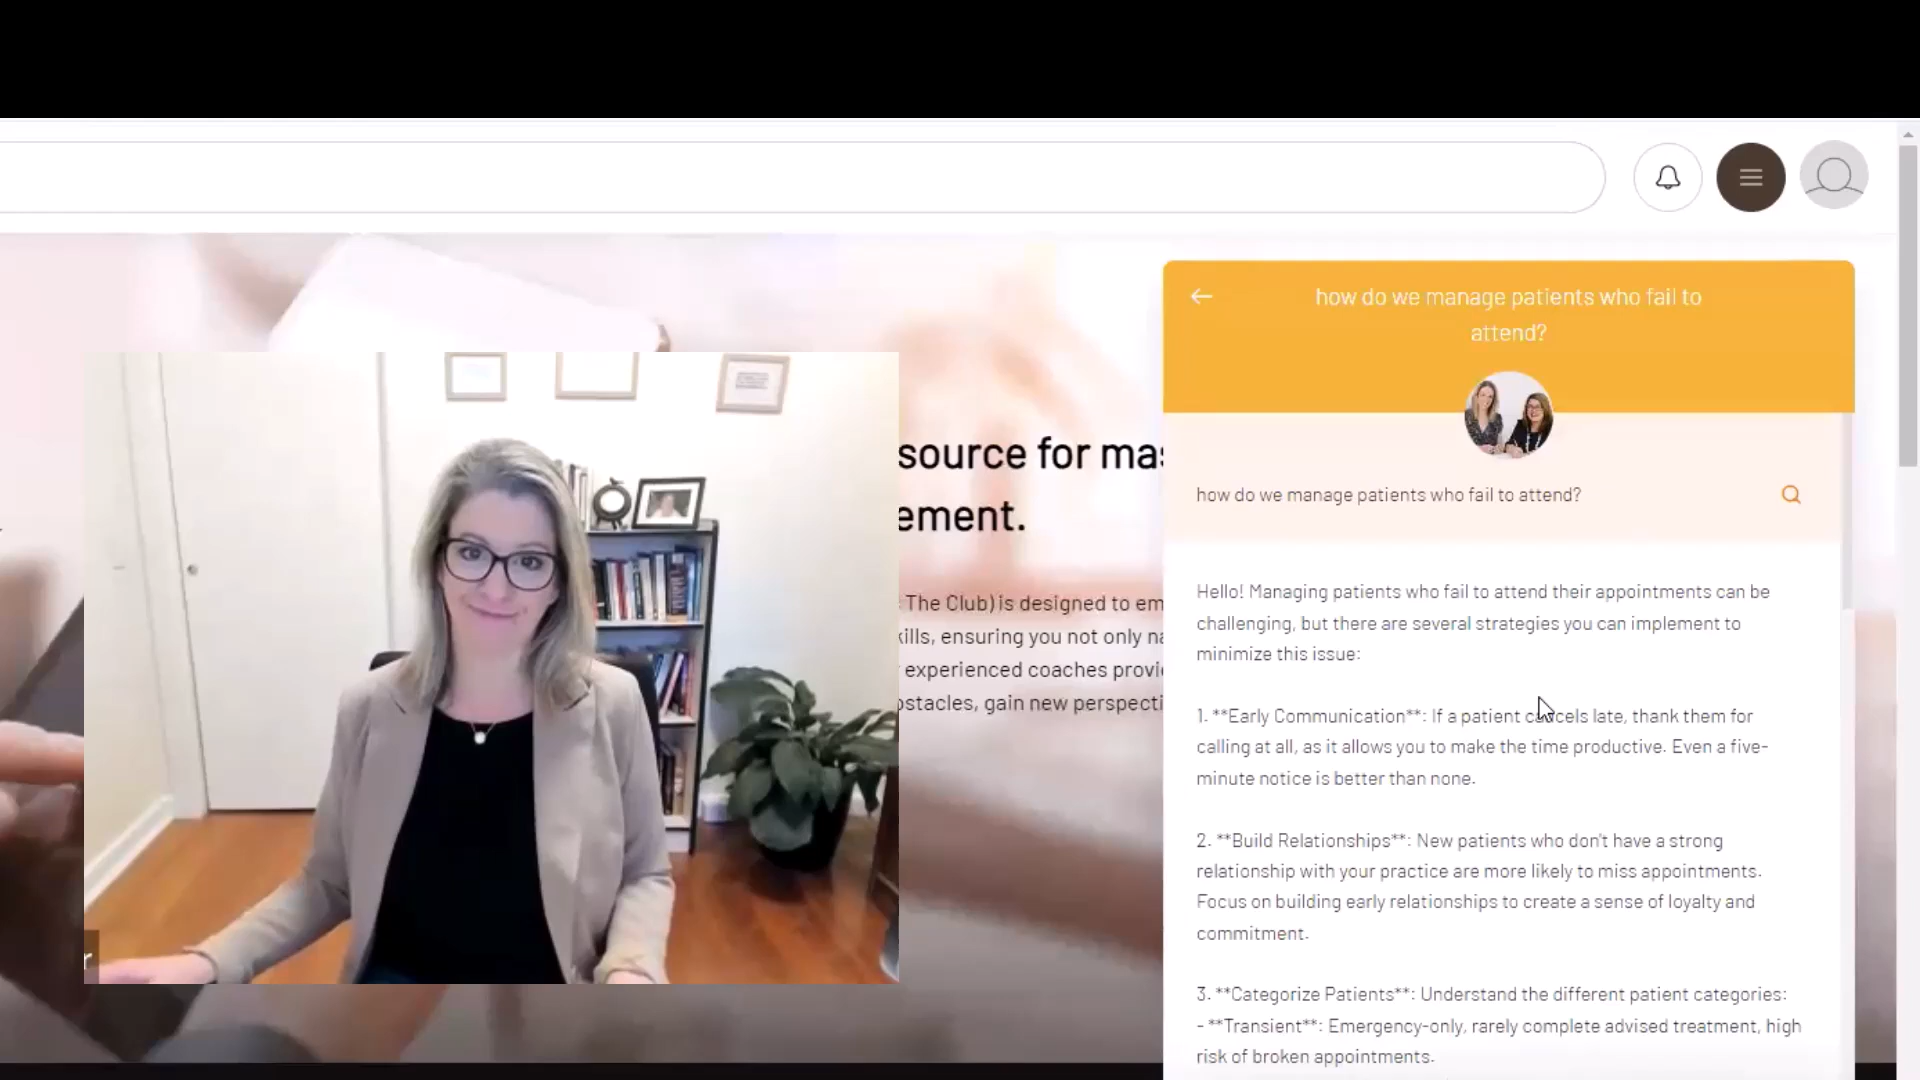 how do we manage patients who fail to
attend?
how do we manage patients who fail to attend?
source for mas
ement.
The Club) is designed to em
kills, ensuring you not only na
experienced coaches provi
ostacles, gain new perspecti
Hello! Managing patients who fail to attend their appointments can be
challenging, but there are several strategies you can implement to
minimize this issue:
1. **Early Communication**: If a patient cancels late, thank them for
calling at all, as it allows you to make the time productive. Even a five-
minute notice is better than none.
2. **Build Relationships**: New patients who don't have a strong
relationship with your practice are more likely to miss appointments.
Focus on building early relationships to create a sense of loyalty and
commitment.
3. **Categorize Patients**: Understand the different patient categories:
- **Transient**: Emergency-only, rarely complete advised treatment, high
risk of broken appointments.
r